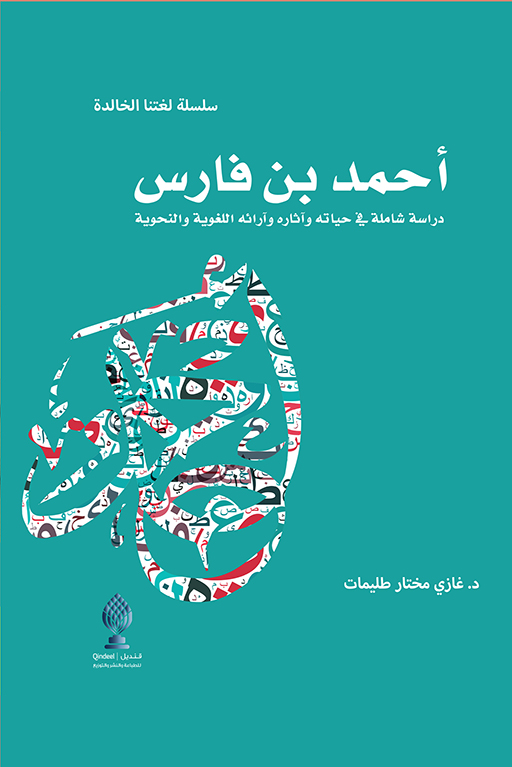 سلسلة لغتنا الخالدة
أحمد بن فارس
دراسة شاملة في حياته وآثاره وآرائه اللغوية والنحوية
د. غازي مختار طليمات
Qindeel | قنديل
للطباعة والنشر والتوزيع